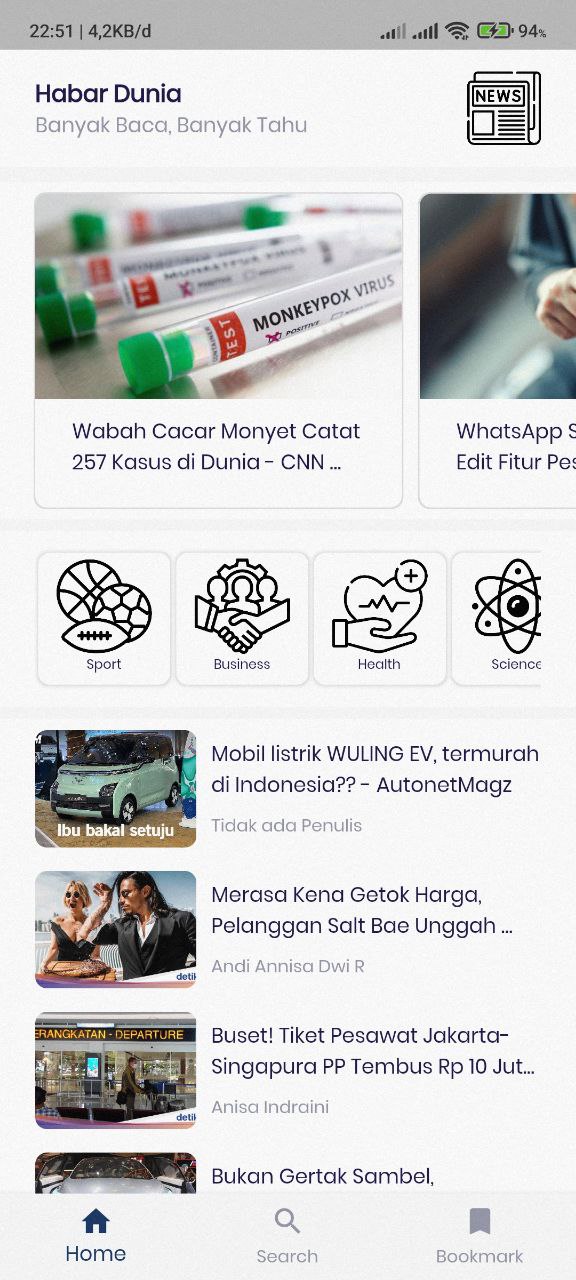 22:51 | 4,2KB/d
94%
Habar Dunia
Banyak Baca, Banyak Tahu
NEWS
MONKEYPOX VIRUS
TEST
POSITIVE
Wabah Cacar Monyet Catat
257 Kasus di Dunia - CNN ...
WhatsApp S
Edit Fitur Pes
Sport
Business
Health
Science
Mobil listrik WULING EV, termurah
di Indonesia?? - AutonetMagz
Tidak ada Penulis
Ibu bakal setuju
Merasa Kena Getok Harga,
Pelanggan Salt Bae Unggah ...
Andi Annisa Dwi R
detik
ERANGKATAN - DEPARTURE
Buset! Tiket Pesawat Jakarta-
Singapura PP Tembus Rp 10 Jut...
Anisa Indraini
detik
Bukan Gertak Sambel,
Home
Search
Bookmark